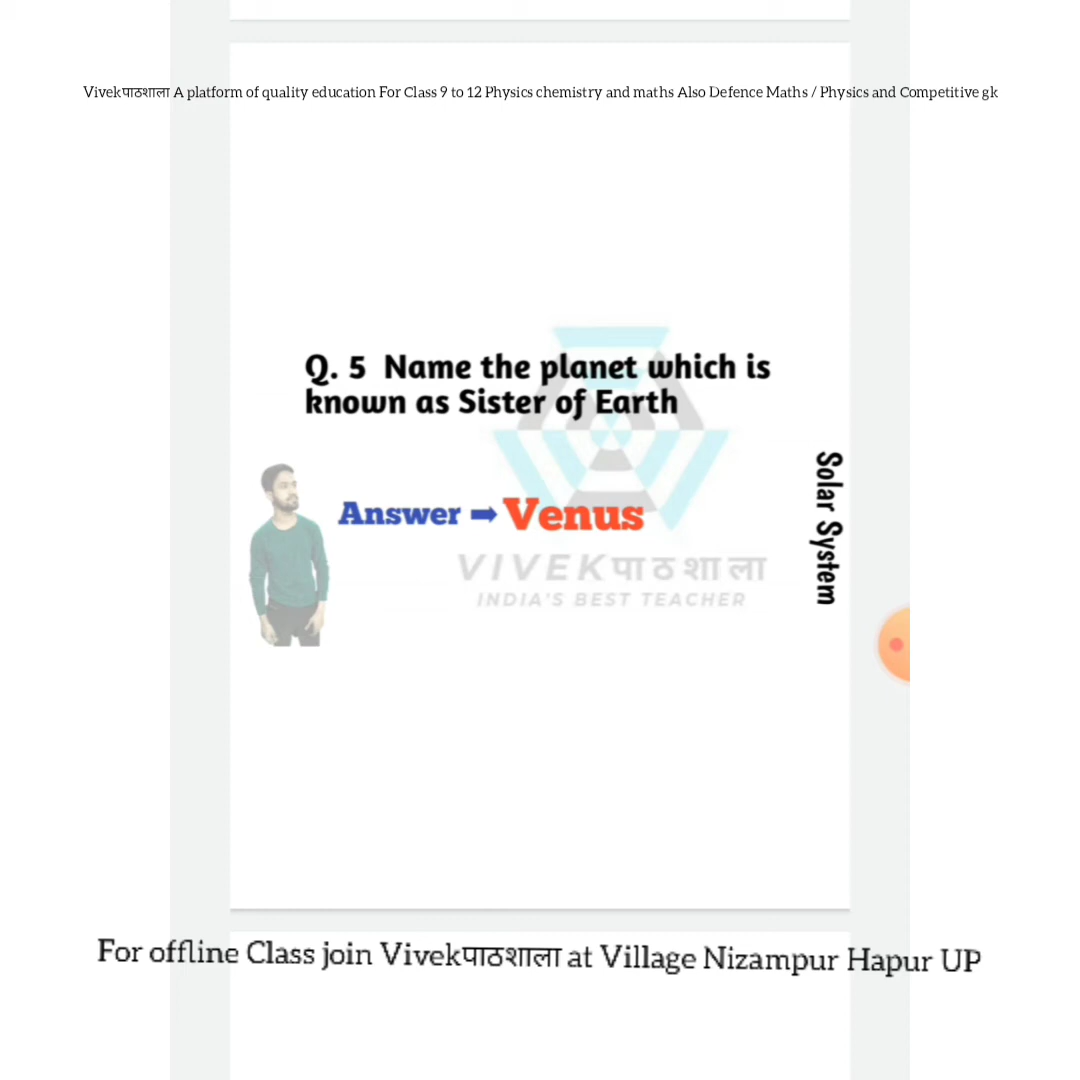 Vivekपाठशाला A platform of quality education For Class 9 to 12 Physics chemistry and maths Also Defence Maths / Physics and Competitive gk
Q. 5 Name the planet which is
known as Sister of Earth
Answer ➡ Venus
VIVEKपाठशाला
INDIA'S BEST TEACHER
Solar System
For offline Class join Vivekपाठशाला at Village Nizampur Hapur UP